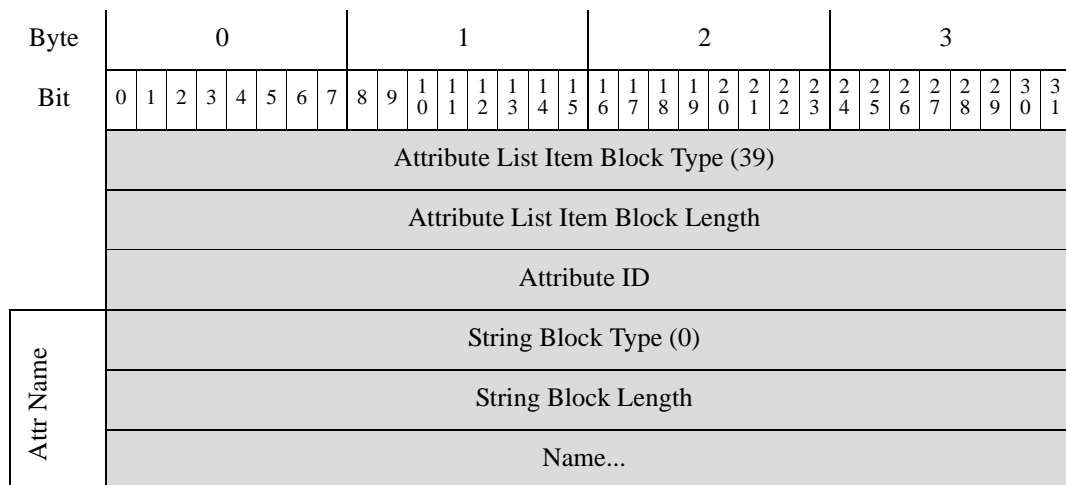 Byte 0 1 2 3
Bit 0 1 2 3 4 5 6 7 8 9 10 11 12 13 14 15 16 17 18 19 20 21 22 23 24 25 26 27 28 29 30 31
Attribute List Item Block Type (39)
Attribute List Item Block Length
Attribute ID
Attr Name
String Block Type (0)
String Block Length
Name...